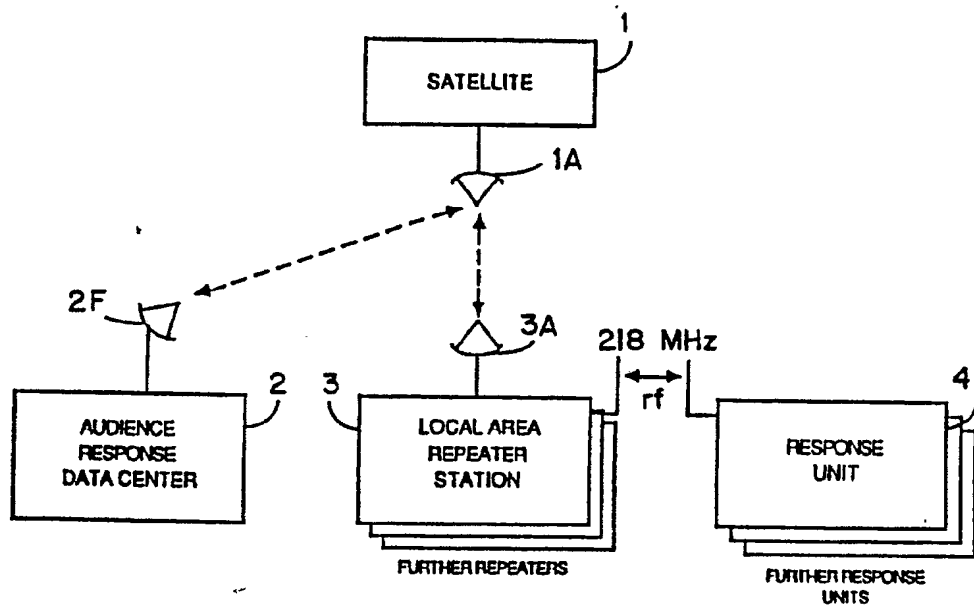 1
SATELLITE
1A
2F
3A
218 MHz
rf
2
3
4
AUDIENCE
RESPONSE
DATA CENTER
LOCAL AREA
REPEATER
STATION
RESPONSE
UNIT
FURTHER REPEATERS
FURTHER RESPONSE
UNITS